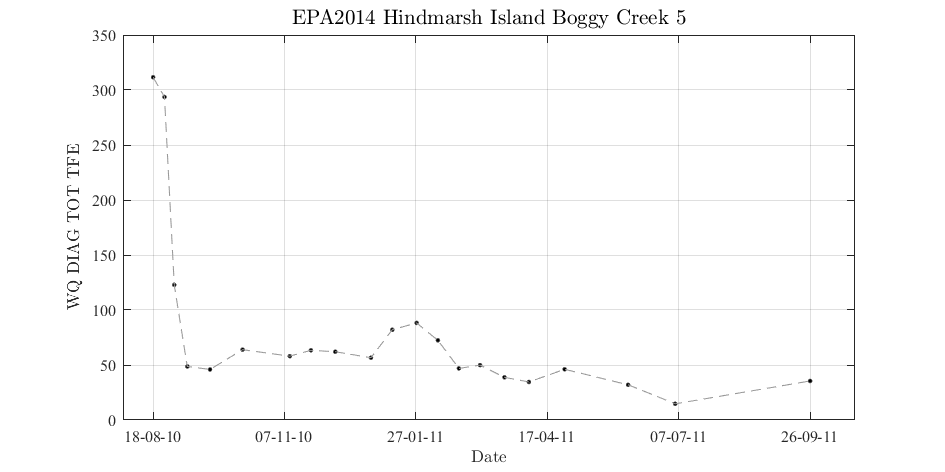 EPA2014 Hindmarsh Island Boggy Creek 5
WQ DIAG TOT TFE
350
300
250
200
150
100
50
0
18-08-10 07-11-10 27-01-11 17-04-11 07-07-11 26-09-11
Date